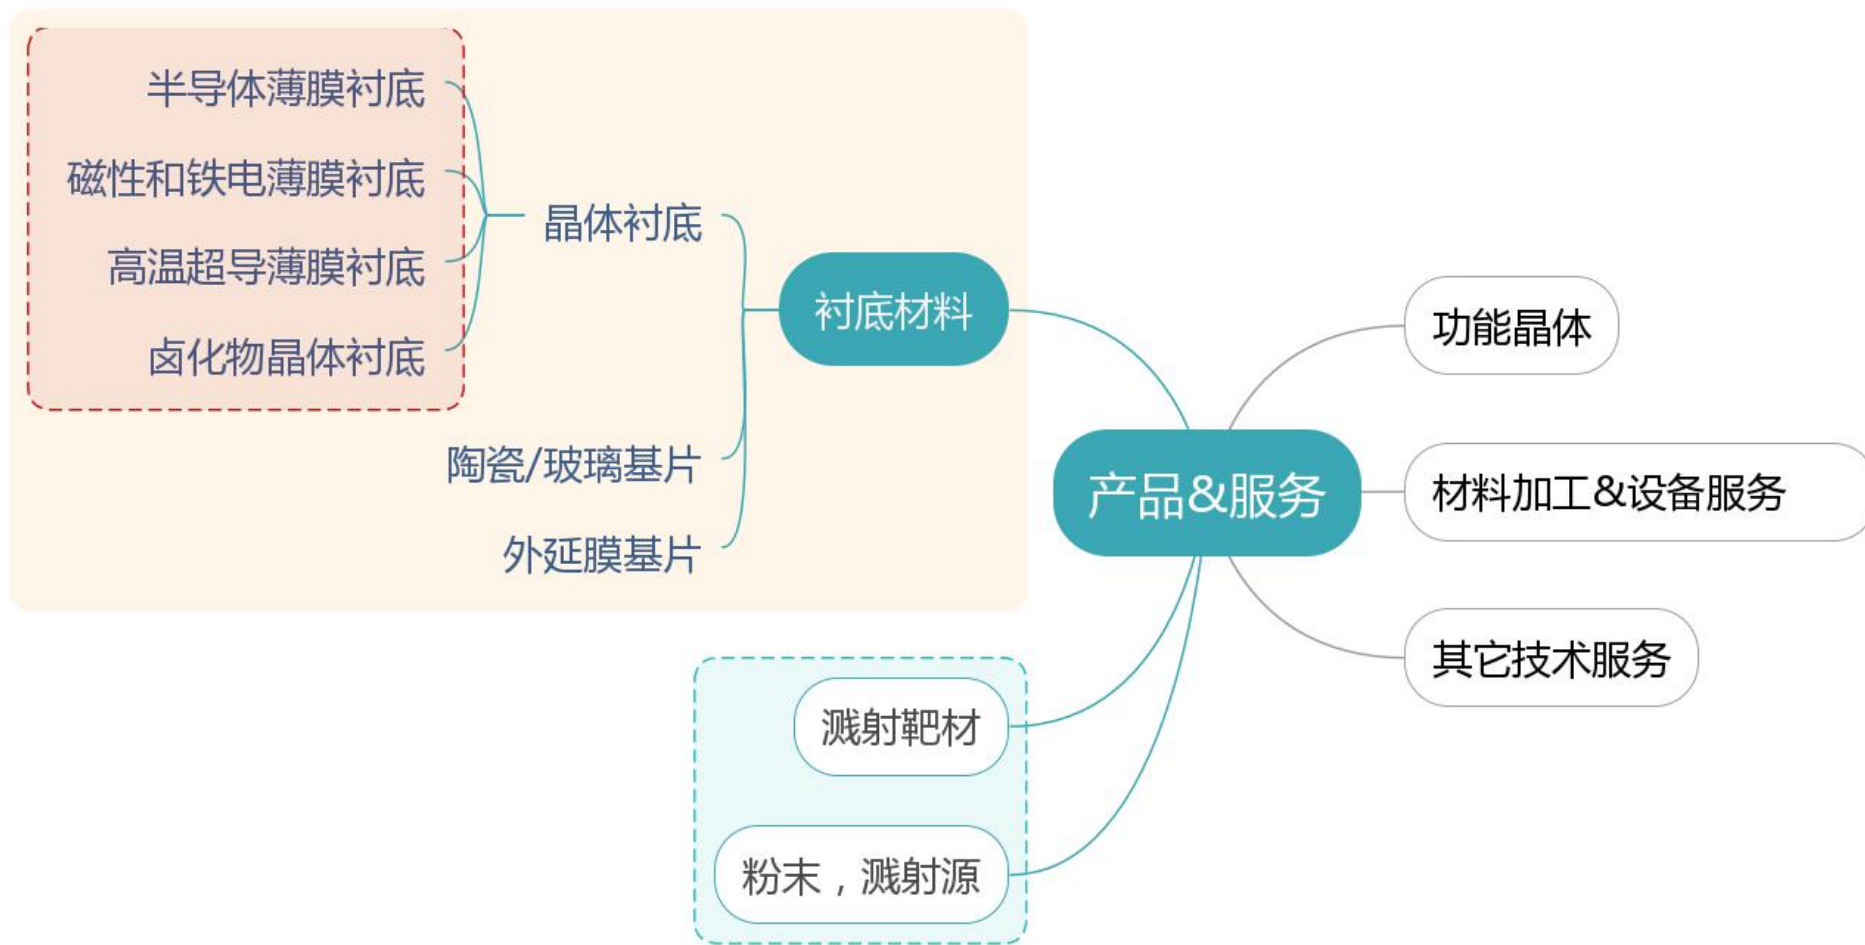 半导体薄膜衬底
磁性和铁电薄膜衬底
高温超导薄膜衬底
卤化物晶体衬底
晶体衬底
陶瓷/玻璃基片
外延膜基片
衬底材料
溅射靶材
粉末，溅射源
产品&服务
功能晶体
材料加工&设备服务
其它技术服务